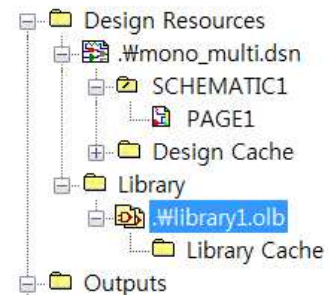 Design Resources
.₩mono_multi.dsn
SCHEMATIC1
PAGE1
Design Cache
Library
.₩library1.olb
Library Cache
Outputs